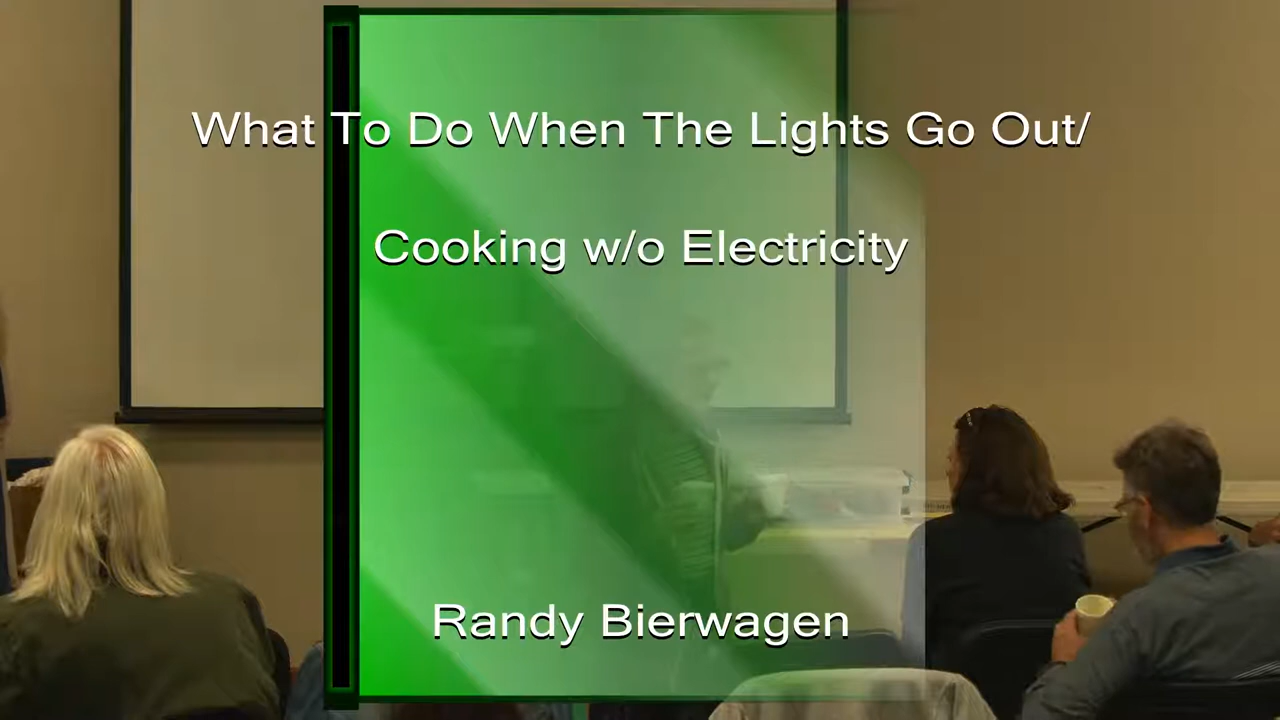 What To Do When The Lights Go Out/
Cooking w/o Electricity
Randy Bierwagen